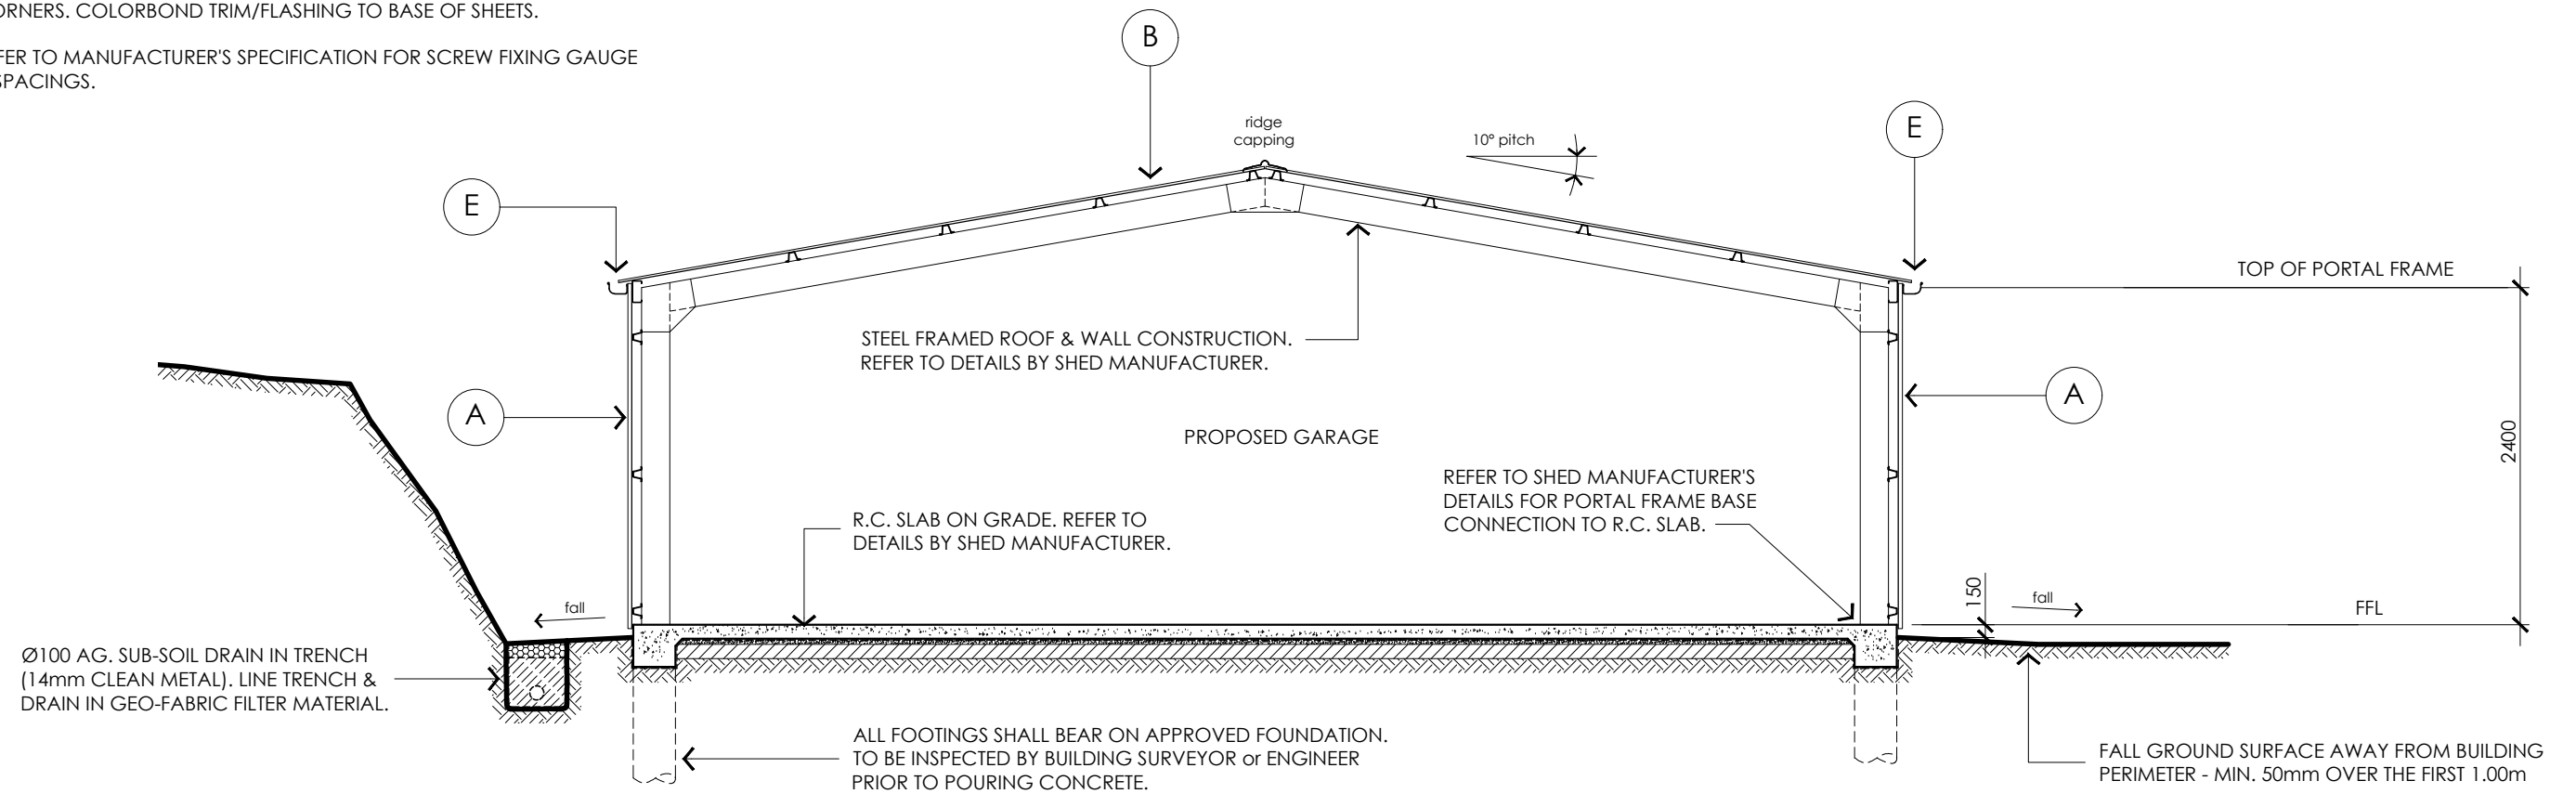 ORNERS. COLORBOND TRIM/FLASHING TO BASE OF SHEETS.
FER TO MANUFACTURER'S SPECIFICATION FOR SCREW FIXING GAUGE
SPACINGS.
B
E
E
ridge
capping
10° pitch
TOP OF PORTAL FRAME
STEEL FRAMED ROOF & WALL CONSTRUCTION.
REFER TO DETAILS BY SHED MANUFACTURER.
A
A
PROPOSED GARAGE
2400
REFER TO SHED MANUFACTURER'S
DETAILS FOR PORTAL FRAME BASE
CONNECTION TO R.C. SLAB.
R.C. SLAB ON GRADE. REFER TO
DETAILS BY SHED MANUFACTURER.
fall
150
fall
FFL
Ø100 AG. SUB-SOIL DRAIN IN TRENCH
(14mm CLEAN METAL). LINE TRENCH &
DRAIN IN GEO-FABRIC FILTER MATERIAL.
ALL FOOTINGS SHALL BEAR ON APPROVED FOUNDATION.
TO BE INSPECTED BY BUILDING SURVEYOR or ENGINEER
PRIOR TO POURING CONCRETE.
FALL GROUND SURFACE AWAY FROM BUILDING
PERIMETER - MIN. 50mm OVER THE FIRST 1.00m